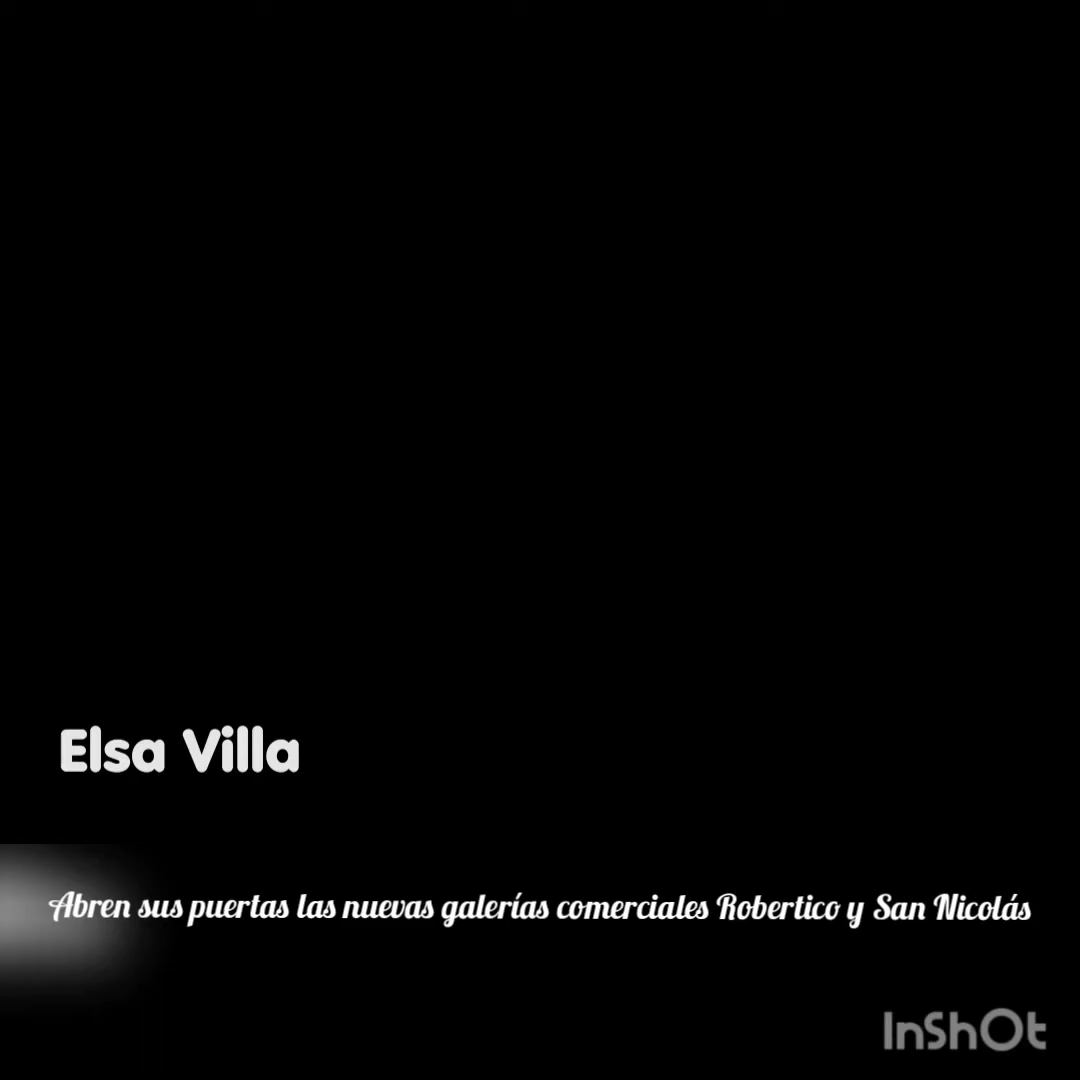 Elsa Villa
Abren sus puertas las nuevas galerías comerciales Robertico y San Nicolás
InShOt